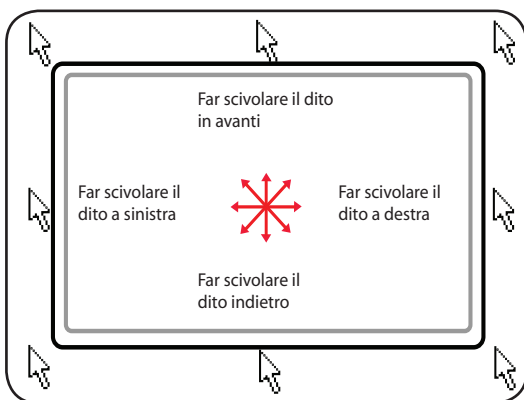 Far scivolare il dito
in avanti
Far scivolare il
dito a sinistra
Far scivolare il
dito a destra
Far scivolare il
dito indietro